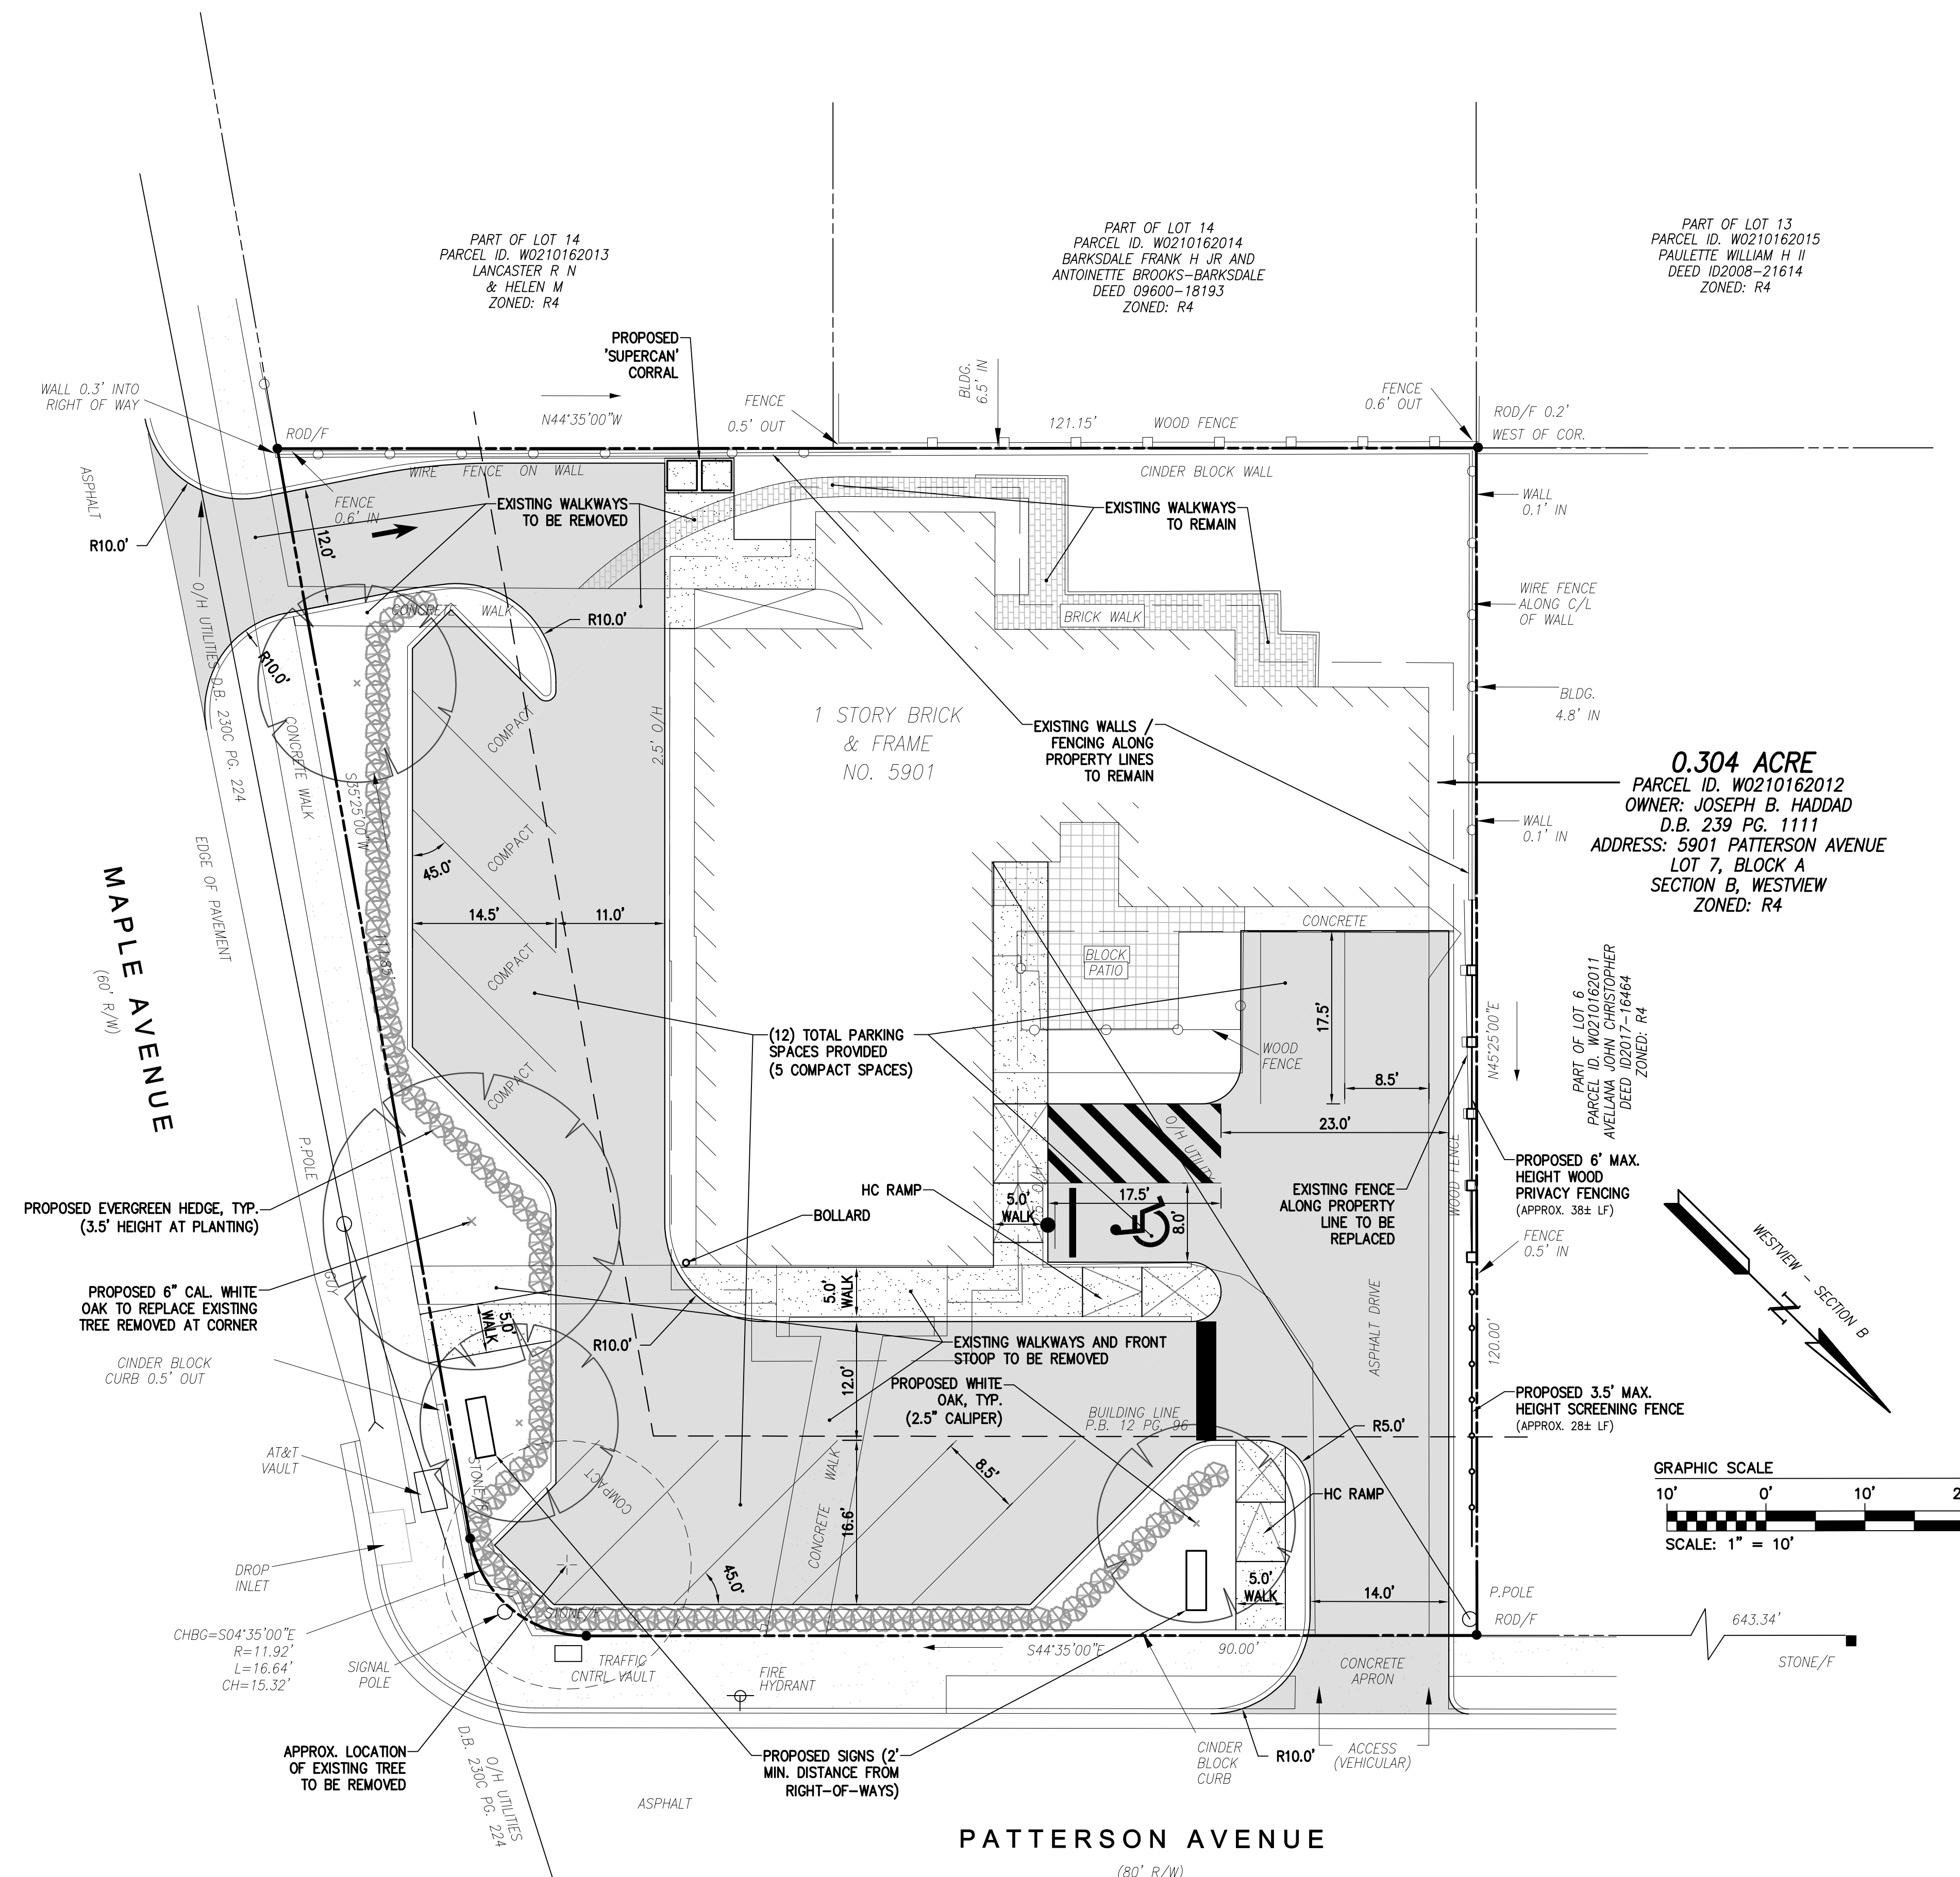 PART OF LOT 14
PARCEL ID. W0210162013
LANCASTER R N
& HELEN M
ZONED: R4
PART OF LOT 14
PARCEL ID. W0210162014
BARKSDALE FRANK H JR AND
ANTOINETTE BROOKS-BARKSDALE
DEED 09600-18193
ZONED: R4
PART OF LOT 13
PARCEL ID. W0210162015
PAULETTE WILLIAM H II
DEED ID2008-21614
ZONED: R4
PROPOSED
'SUPERCAN'
CORRAL
WALL 0.3' INTO
RIGHT OF WAY
ROD/F
N44°35'00"W
FENCE
0.5' OUT
BLDG.
6.5' IN
121.15'
WOOD FENCE
FENCE
0.6' OUT
ROD/F 0.2'
WEST OF COR.
ASPHALT
WIRE FENCE ON WALL
CINDER BLOCK WALL
FENCE
0.6' IN
EXISTING WALKWAYS
TO BE REMOVED
EXISTING WALKWAYS
TO REMAIN
WALL
0.1' IN
R10.0'
12.0'
O/H UTILITIES D.B. 230C PG. 224
CONCRETE WALK
R10.0'
BRICK WALK
WIRE FENCE
ALONG C/L
OF WALL
R10.0'
CONCRETE WALK
COMPACT
2.5' O/H
1 STORY BRICK
& FRAME
NO. 5901
EXISTING WALLS /
FENCING ALONG
PROPERTY LINES
TO REMAIN
BLDG.
4.8' IN
0.304 ACRE
PARCEL ID. W0210162012
OWNER: JOSEPH B. HADDAD
D.B. 239 PG. 1111
ADDRESS: 5901 PATTERSON AVENUE
LOT 7, BLOCK A
SECTION B, WESTVIEW
ZONED: R4
S35°25'00"W
COMPACT
45.0°
WALL
0.1' IN
EDGE OF PAVEMENT
MAPLE AVENUE
(60' R/W)
14.5'
11.0'
CONCRETE
COMPACT
BLOCK
PATIO
17.5'
PART OF LOT 6
PARCEL ID. W0210162011
AVELLANA JOHN CHRISTOPHER
DEED ID2017-16464
ZONED: R4
N45°25'00"E
(12) TOTAL PARKING
SPACES PROVIDED
(5 COMPACT SPACES)
WOOD
FENCE
COMPACT
8.5'
23.0'
O/H UTILITY
WOOD FENCE
P.POLE
PROPOSED 6' MAX.
HEIGHT WOOD
PRIVACY FENCING
(APPROX. 38± LF)
PROPOSED EVERGREEN HEDGE, TYP.
(3.5' HEIGHT AT PLANTING)
HC RAMP
BOLLARD
5.0'
WALK
O/H
17.5'
8.0'
EXISTING FENCE
ALONG PROPERTY
LINE TO BE
REPLACED
FENCE
0.5' IN
WESTVIEW - SECTION B
N
GUY
PROPOSED 6" CAL. WHITE
OAK TO REPLACE EXISTING
TREE REMOVED AT CORNER
5.0'
WALK
5.0'
WALK
ASPHALT DRIVE
120.00'
R10.0'
EXISTING WALKWAYS AND FRONT
STOOP TO BE REMOVED
CINDER BLOCK
CURB 0.5' OUT
12.0'
PROPOSED WHITE
OAK, TYP.
(2.5" CALIPER)
BUILDING LINE
P.B. 12 PG. 96
R5.0'
PROPOSED 3.5' MAX.
HEIGHT SCREENING FENCE
(APPROX. 28± LF)
AT&T
VAULT
STONE/F
COMPACT
CONCRETE WALK
8.5'
16.6'
HC RAMP
GRAPHIC SCALE
10' 0' 10'
SCALE: 1" = 10'
DROP
INLET
45.0°
5.0'
WALK
14.0'
P.POLE
ROD/F
643.34'
STONE/F
STONE/F
CHBG=S04°35'00"E
R=11.92'
L=16.64'
CH=15.32'
SIGNAL
POLE
TRAFFIC
CNTRL VAULT
FIRE
HYDRANT
S44°35'00"E
90.00'
CONCRETE
APRON
APPROX. LOCATION
OF EXISTING TREE
TO BE REMOVED
O/H UTILITIES
D.B. 230C PG. 224
PROPOSED SIGNS (2'
MIN. DISTANCE FROM
RIGHT-OF-WAYS)
CINDER
BLOCK
CURB
R10.0'
ACCESS
(VEHICULAR)
ASPHALT
PATTERSON AVENUE
(80' R/W)